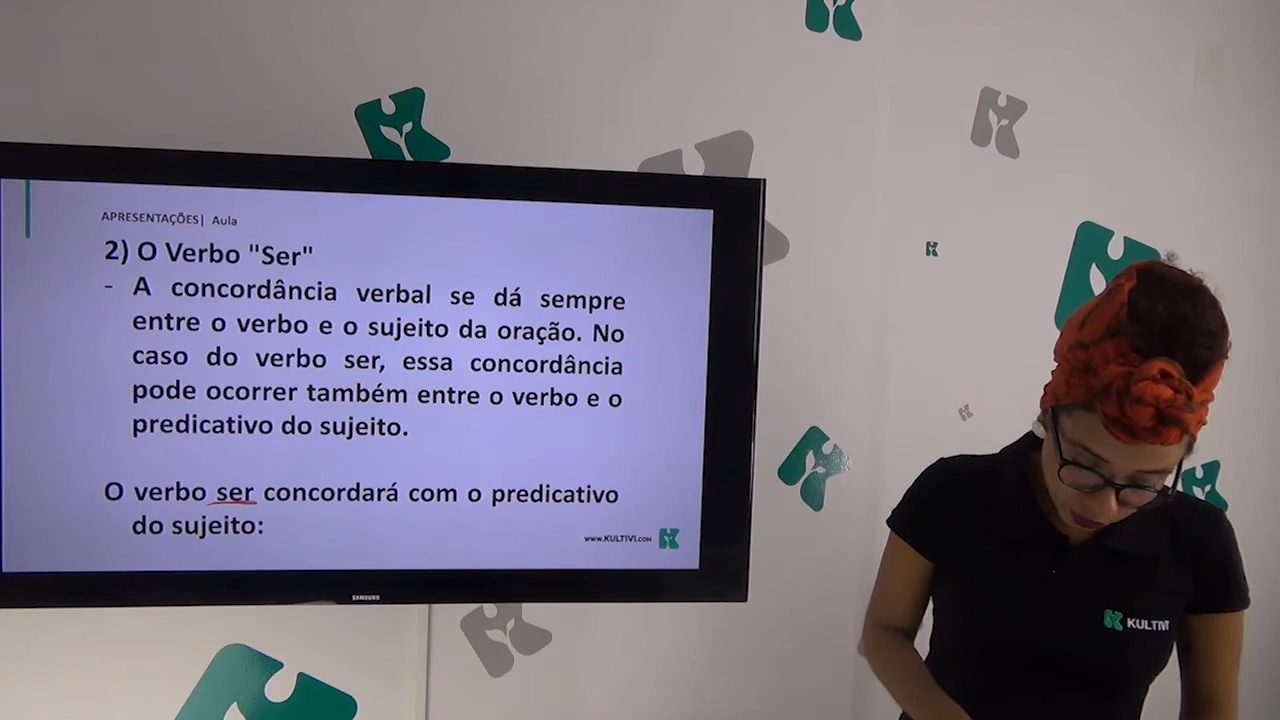 APRESENTAÇÕES| Aula
2) O Verbo "Ser"
- A concordância verbal se dá sempre
entre o verbo e o sujeito da oração. No
caso do verbo ser, essa concordância
pode ocorrer também entre o verbo e o
predicativo do sujeito.
O verbo ser concordará com o predicativo
do sujeito:
www.KULTIVI.COM
SAMSUNG
KULTIVI